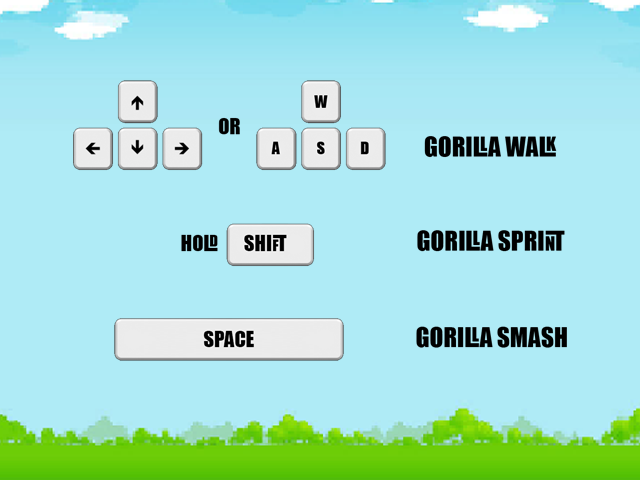 ↑ W
← ↓ → OR A S D GORILLA WALK
HOLD SHIFT GORILLA SPRINT
SPACE GORILLA SMASH